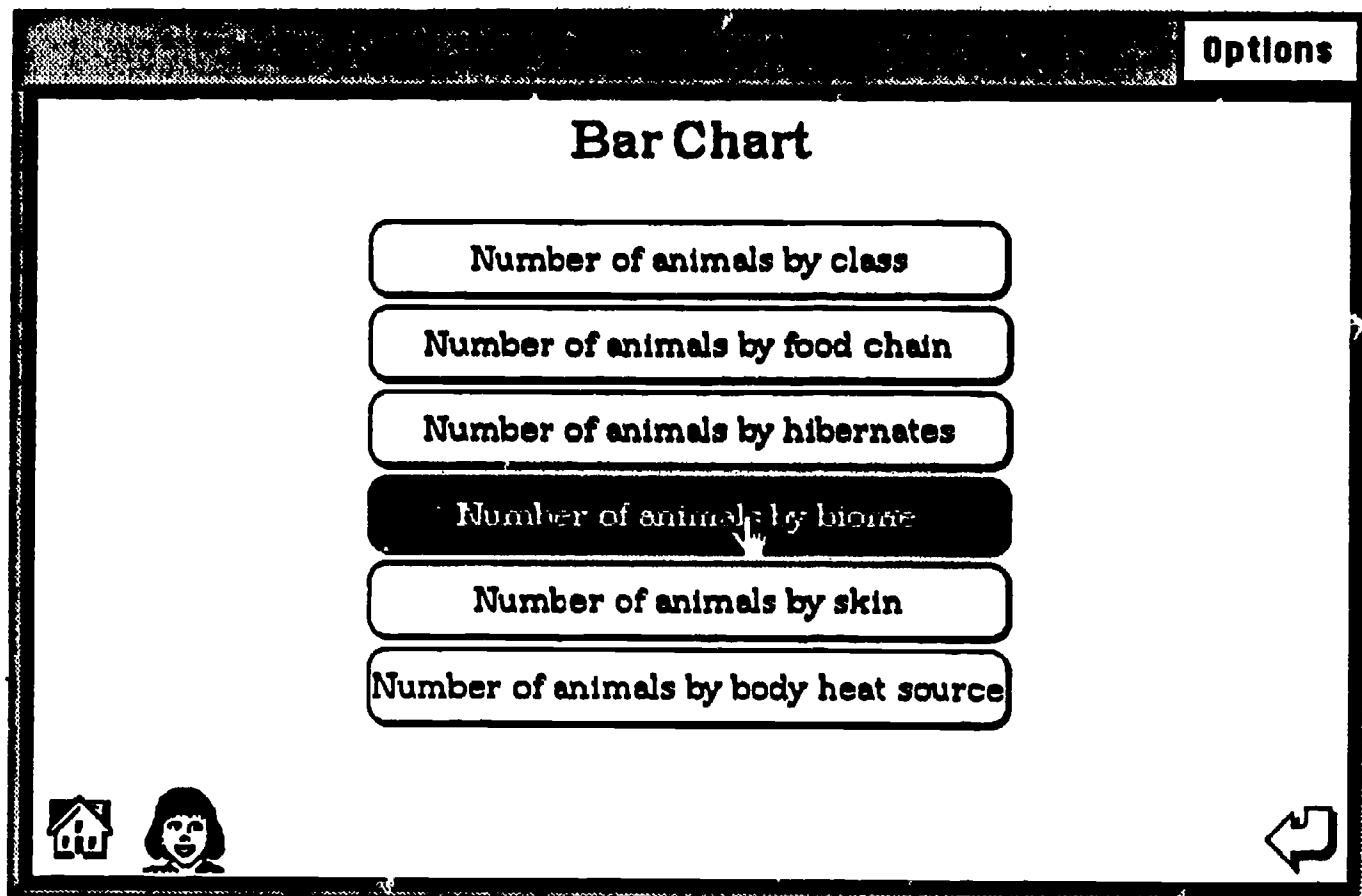 Options
Bar Chart
Number of animals by class
Number of animals by food chain
Number of animals by hibernates
Number of animals by biome
Number of animals by skin
Number of animals by body heat source